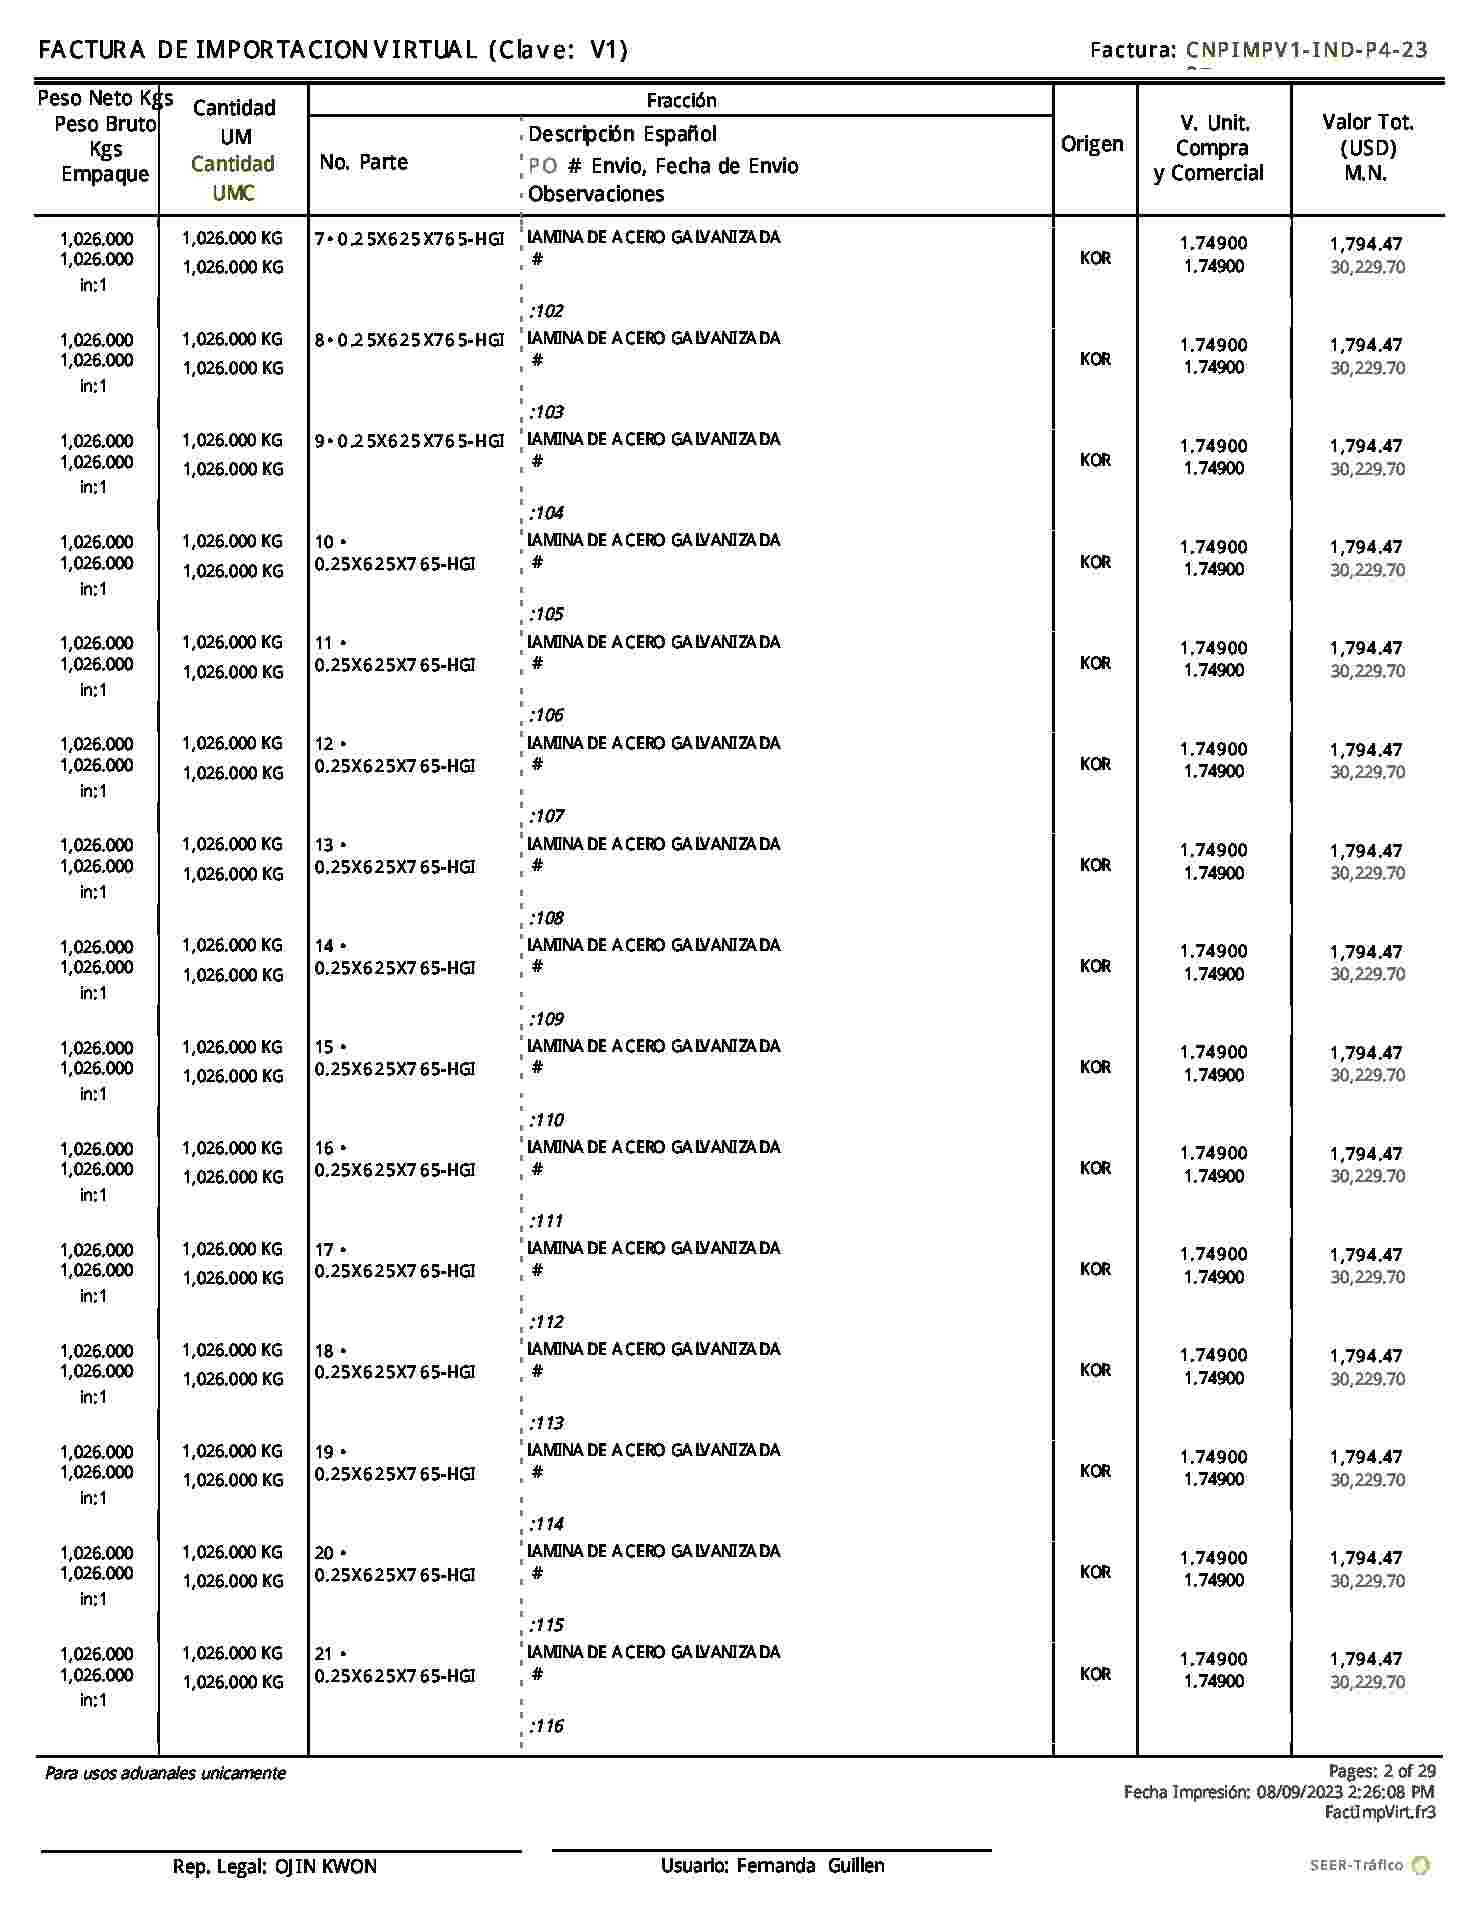 FACTURA DE IMPORTACION VIRTUAL (Clave: V1)
Factura: CNPIMPV1-IND-P4-23
Peso Neto Kgs
Peso Bruto
Kgs
Empaque
Cantidad
UM
Cantidad
UMC
Fracción
No. Parte
Descripción Español
PO # Envio, Fecha de Envio
Observaciones
Origen
V. Unit.
Compra
y Comercial
Valor Tot.
(USD)
M.N.
1,026.000 1,026.000 KG 7 • 0.25X625X765-HGI LAMINA DE ACERO GALVANIZADA 1.74900 1,794.47
1,026.000 1,026.000 KG # KOR 1.74900 30,229.70
in:1
:102
1,026.000 1,026.000 KG 8 • 0.25X625X765-HGI LAMINA DE ACERO GALVANIZADA 1.74900 1,794.47
1,026.000 1,026.000 KG # KOR 1.74900 30,229.70
in:1
:103
1,026.000 1,026.000 KG 9 • 0.25X625X765-HGI LAMINA DE ACERO GALVANIZADA 1.74900 1,794.47
1,026.000 1,026.000 KG # KOR 1.74900 30,229.70
in:1
:104
1,026.000 1,026.000 KG 10 • LAMINA DE ACERO GALVANIZADA 1.74900 1,794.47
1,026.000 1,026.000 KG 0.25X625X765-HGI # KOR 1.74900 30,229.70
in:1
:105
1,026.000 1,026.000 KG 11 • LAMINA DE ACERO GALVANIZADA 1.74900 1,794.47
1,026.000 1,026.000 KG 0.25X625X765-HGI # KOR 1.74900 30,229.70
in:1
:106
1,026.000 1,026.000 KG 12 • LAMINA DE ACERO GALVANIZADA 1.74900 1,794.47
1,026.000 1,026.000 KG 0.25X625X765-HGI # KOR 1.74900 30,229.70
in:1
:107
1,026.000 1,026.000 KG 13 • LAMINA DE ACERO GALVANIZADA 1.74900 1,794.47
1,026.000 1,026.000 KG 0.25X625X765-HGI # KOR 1.74900 30,229.70
in:1
:108
1,026.000 1,026.000 KG 14 • LAMINA DE ACERO GALVANIZADA 1.74900 1,794.47
1,026.000 1,026.000 KG 0.25X625X765-HGI # KOR 1.74900 30,229.70
in:1
:109
1,026.000 1,026.000 KG 15 • LAMINA DE ACERO GALVANIZADA 1.74900 1,794.47
1,026.000 1,026.000 KG 0.25X625X765-HGI # KOR 1.74900 30,229.70
in:1
:110
1,026.000 1,026.000 KG 16 • LAMINA DE ACERO GALVANIZADA 1.74900 1,794.47
1,026.000 1,026.000 KG 0.25X625X765-HGI # KOR 1.74900 30,229.70
in:1
:111
1,026.000 1,026.000 KG 17 • LAMINA DE ACERO GALVANIZADA 1.74900 1,794.47
1,026.000 1,026.000 KG 0.25X625X765-HGI # KOR 1.74900 30,229.70
in:1
:112
1,026.000 1,026.000 KG 18 • LAMINA DE ACERO GALVANIZADA 1.74900 1,794.47
1,026.000 1,026.000 KG 0.25X625X765-HGI # KOR 1.74900 30,229.70
in:1
:113
1,026.000 1,026.000 KG 19 • LAMINA DE ACERO GALVANIZADA 1.74900 1,794.47
1,026.000 1,026.000 KG 0.25X625X765-HGI # KOR 1.74900 30,229.70
in:1
:114
1,026.000 1,026.000 KG 20 • LAMINA DE ACERO GALVANIZADA 1.74900 1,794.47
1,026.000 1,026.000 KG 0.25X625X765-HGI # KOR 1.74900 30,229.70
in:1
:115
1,026.000 1,026.000 KG 21 • LAMINA DE ACERO GALVANIZADA 1.74900 1,794.47
1,026.000 1,026.000 KG 0.25X625X765-HGI # KOR 1.74900 30,229.70
in:1
:116
Para usos aduanales unicamente
Pages: 2 of 29
Fecha Impresión: 08/09/2023 2:26:08 PM
FactImpVirt.fr3
Rep. Legal: OJIN KWON
Usuario: Fernanda Guillen
SEER-Tráfico